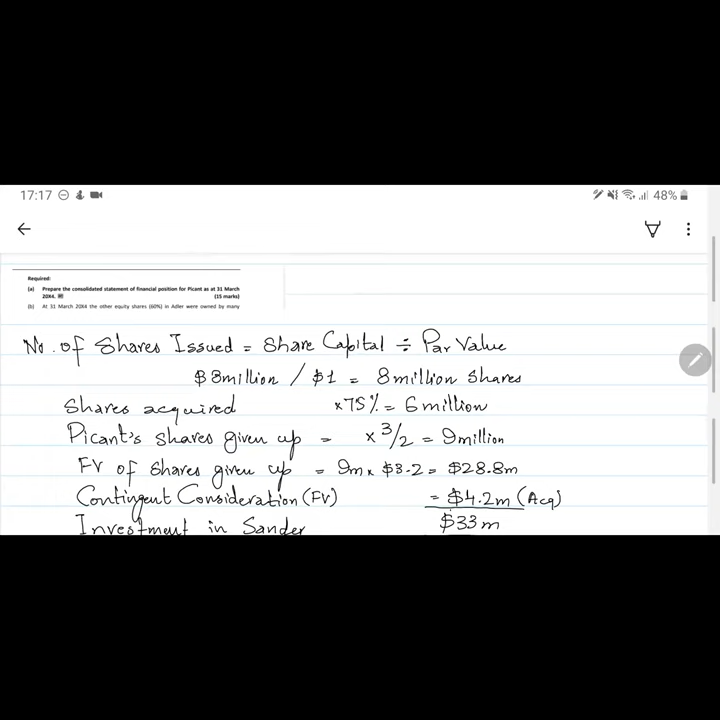 17:17 48%
Required:
(a) Prepare the consolidated statement of financial position for Picant as at 31 March
20X4. (15 marks)
(b) At 31 March 20X4 the other equity shares (60%) in Adler were owned by many
No. of Shares Issued = Share Capital ÷ Par Value
$8million / $1 = 8million Shares
Shares acquired x75% = 6million
Picant's shares given up = x 3/2 = 9million
FV of Shares given up = 9m x $3.2 = $28.8m
Contingent Consideration (FV) = $4.2m (Acq)
Investment in Sander $33m